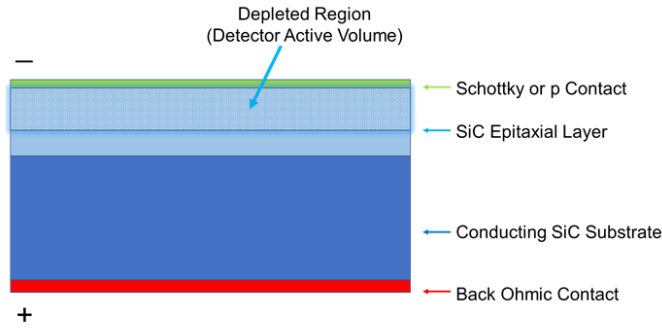 Depleted Region
(Detector Active Volume)
—
Schottky or p Contact
SiC Epitaxial Layer
Conducting SiC Substrate
Back Ohmic Contact
+